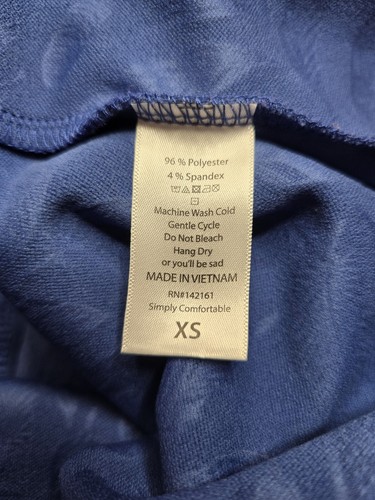 96 % Polyester
4 % Spandex
Machine Wash Cold
Gentle Cycle
Do Not Bleach
Hang Dry
or you'll be sad
MADE IN VIETNAM
RN#142161
Simply Comfortable
XS